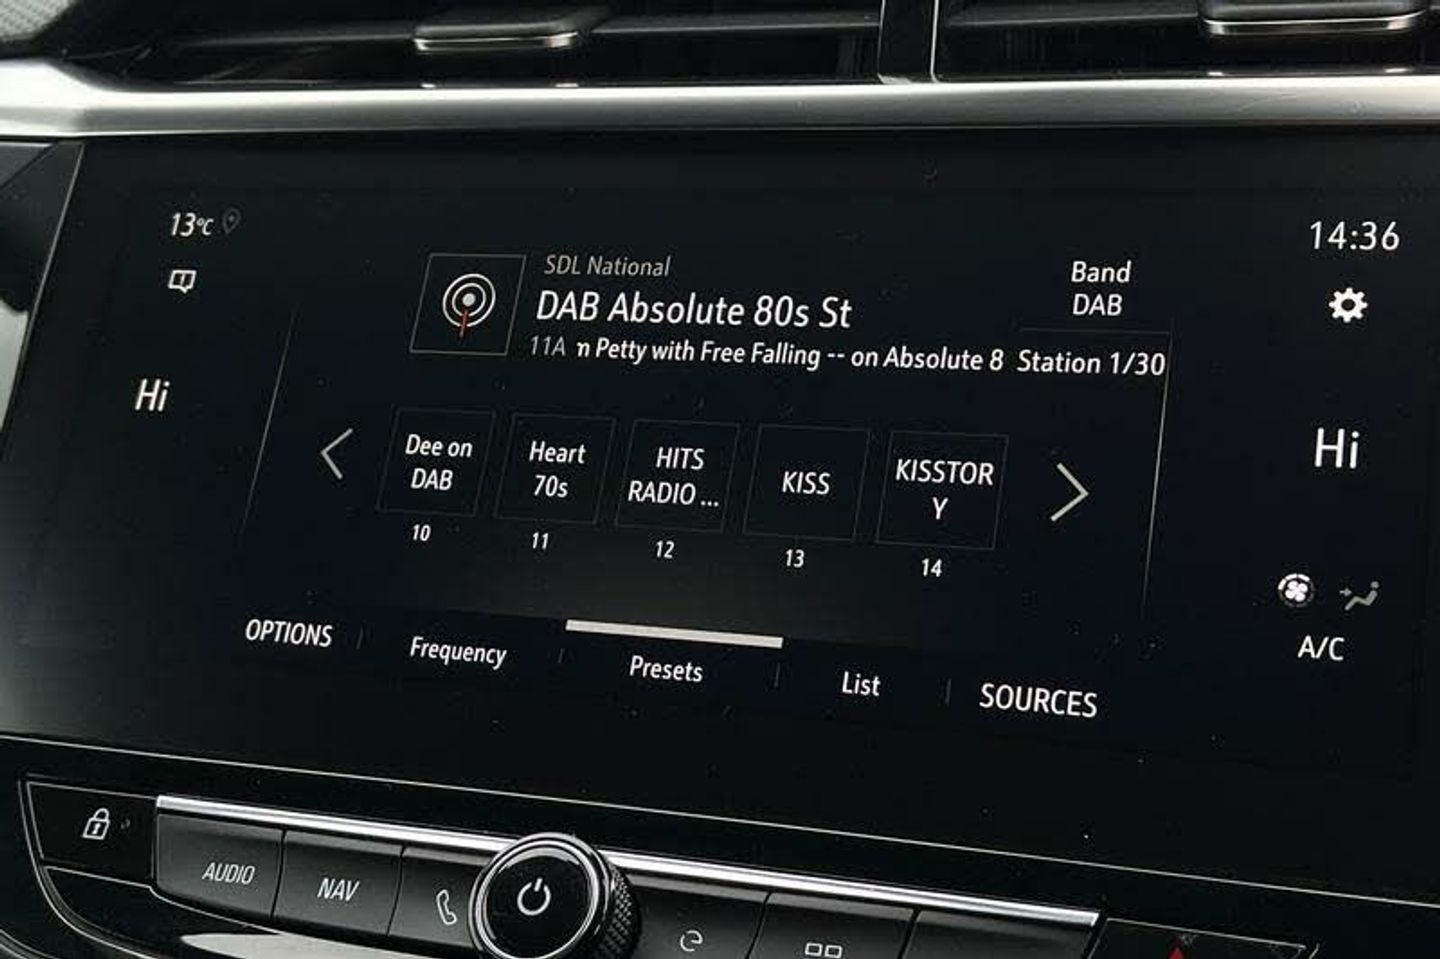 13°C
14:36
SDL National
DAB Absolute 80s St
11A n Petty with Free Falling -- on Absolute 8 Station 1/30
Band
DAB
Hi
Hi
Dee on
DAB
10
Heart
70s
11
HITS
RADIO ...
12
KISS
13
KISSTOR
Y
14
A/C
OPTIONS
Frequency
Presets
List
SOURCES
AUDIO
NAV